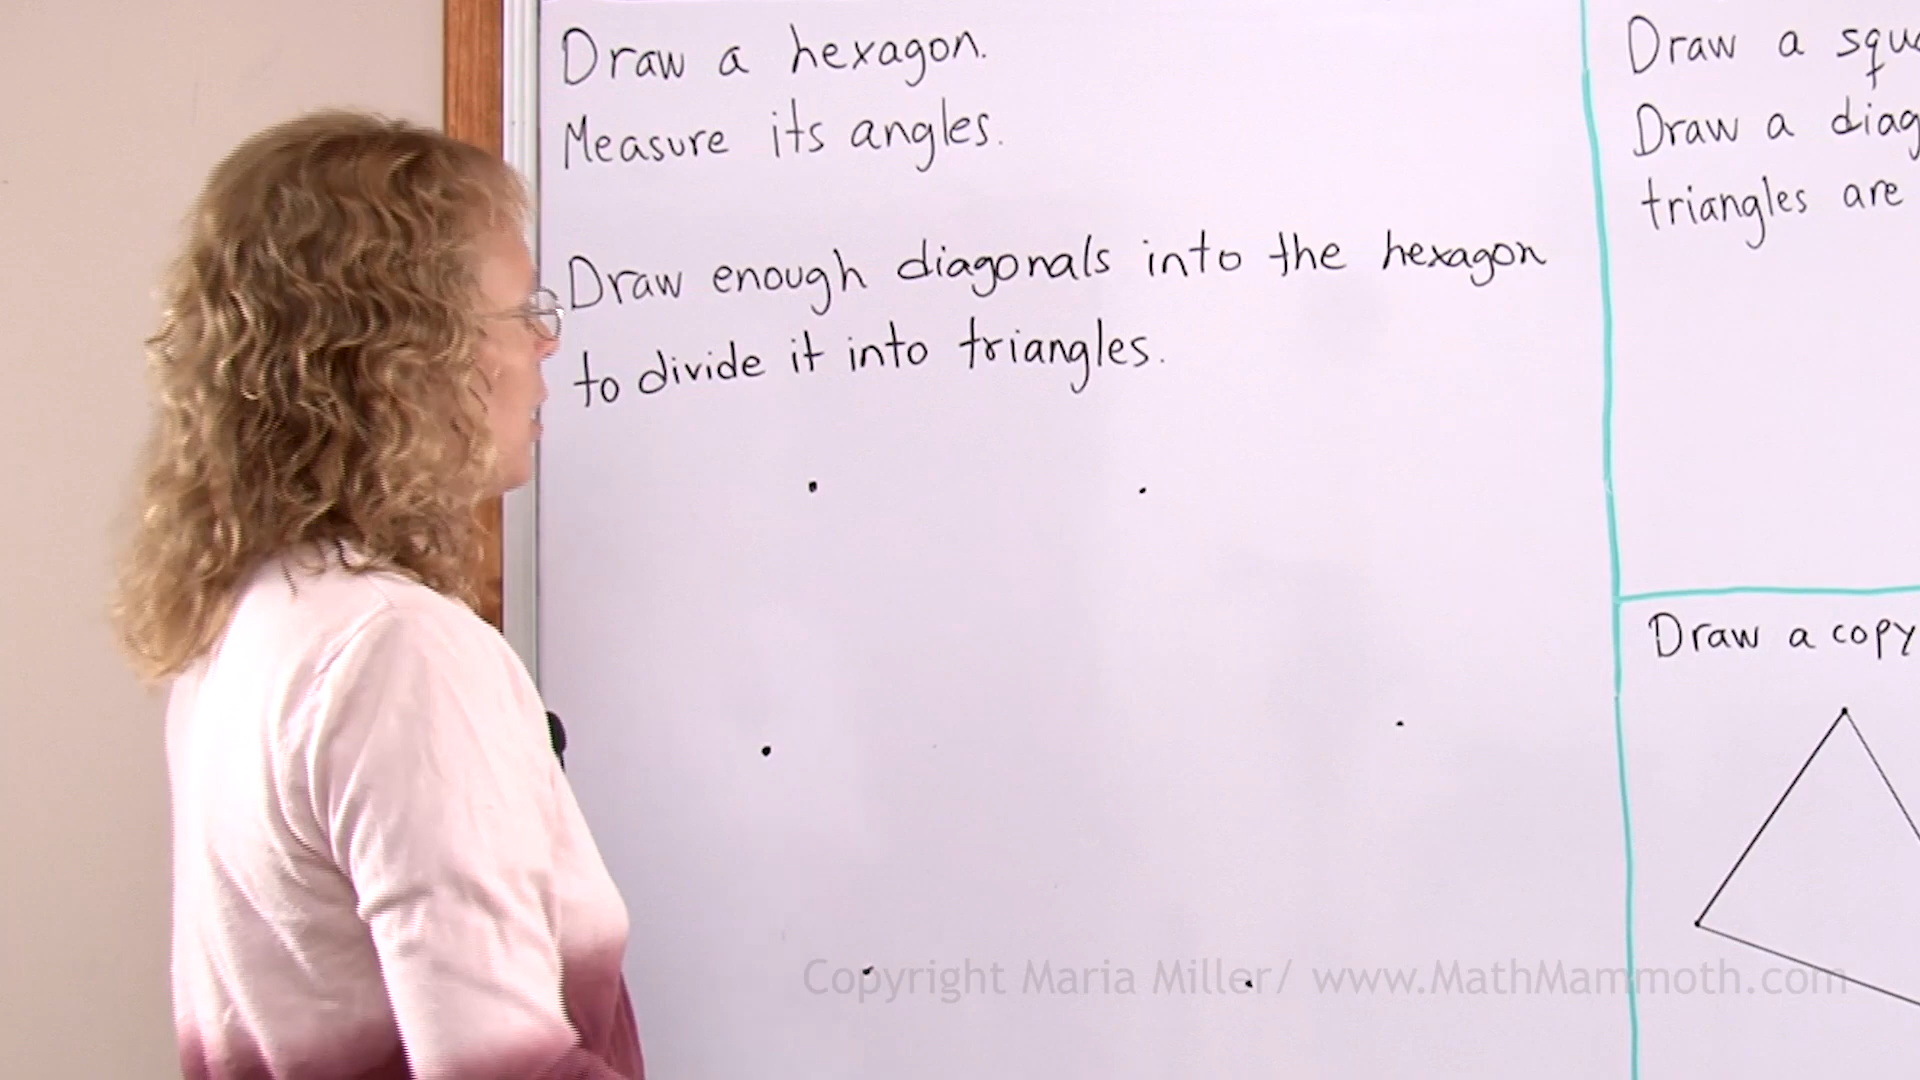 Draw a hexagon.
Measure its angles.
Draw enough diagonals into the hexagon
to divide it into triangles.
Draw a
Draw a
triangles are
Draw a copy
Copyright Maria Miller/ www.MathMammoth.com